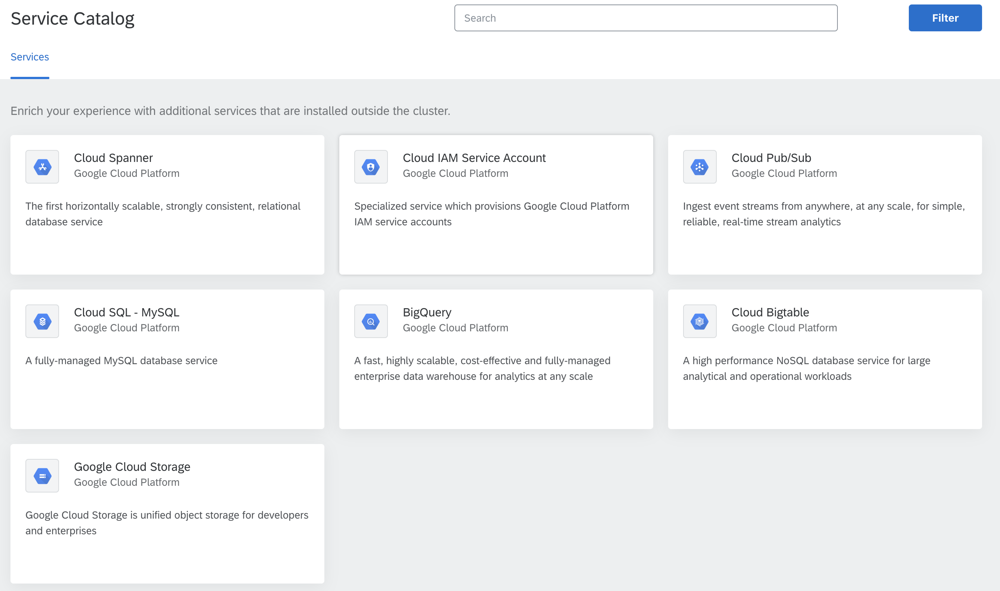 Service Catalog
Search
Filter
Services
Enrich your experience with additional services that are installed outside the cluster.
Cloud Spanner
Google Cloud Platform
The first horizontally scalable, strongly consistent, relational
database service
Cloud IAM Service Account
Google Cloud Platform
Specialized service which provisions Google Cloud Platform
IAM service accounts
Cloud Pub/Sub
Google Cloud Platform
Ingest event streams from anywhere, at any scale, for simple,
reliable, real-time stream analytics
Cloud SQL - MySQL
Google Cloud Platform
A fully-managed MySQL database service
BigQuery
Google Cloud Platform
A fast, highly scalable, cost-effective and fully-managed
enterprise data warehouse for analytics at any scale
Cloud Bigtable
Google Cloud Platform
A high performance NoSQL database service for large
analytical and operational workloads
Google Cloud Storage
Google Cloud Platform
Google Cloud Storage is unified object storage for developers
and enterprises